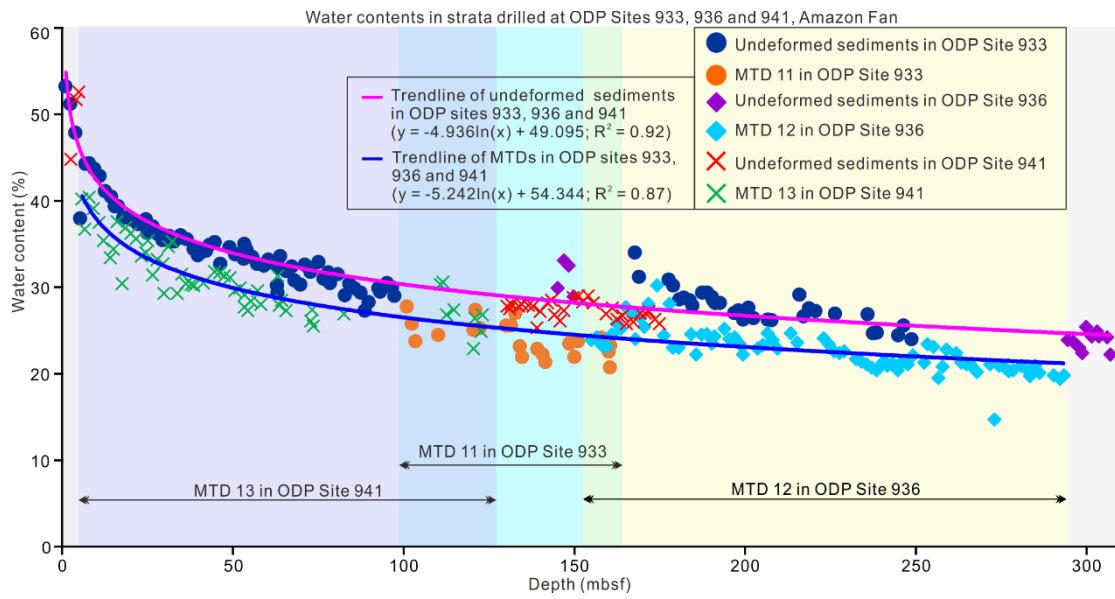 Water contents in strata drilled at ODP Sites 933, 936 and 941, Amazon Fan
Water content (%)
60
50
40
30
20
10
0
Trendline of undeformed sediments
in ODP sites 933, 936 and 941
(y = -4.936ln(x) + 49.095; R² = 0.92)
Trendline of MTDs in ODP sites 933,
936 and 941
(y = -5.242ln(x) + 54.344; R² = 0.87)
Undeformed sediments in ODP Site 933
MTD 11 in ODP Site 933
Undeformed sediments in ODP Site 936
MTD 12 in ODP Site 936
Undeformed sediments in ODP Site 941
MTD 13 in ODP Site 941
MTD 11 in ODP Site 933
MTD 13 in ODP Site 941
MTD 12 in ODP Site 936
0
50
100
150
200
250
300
Depth (mbsf)